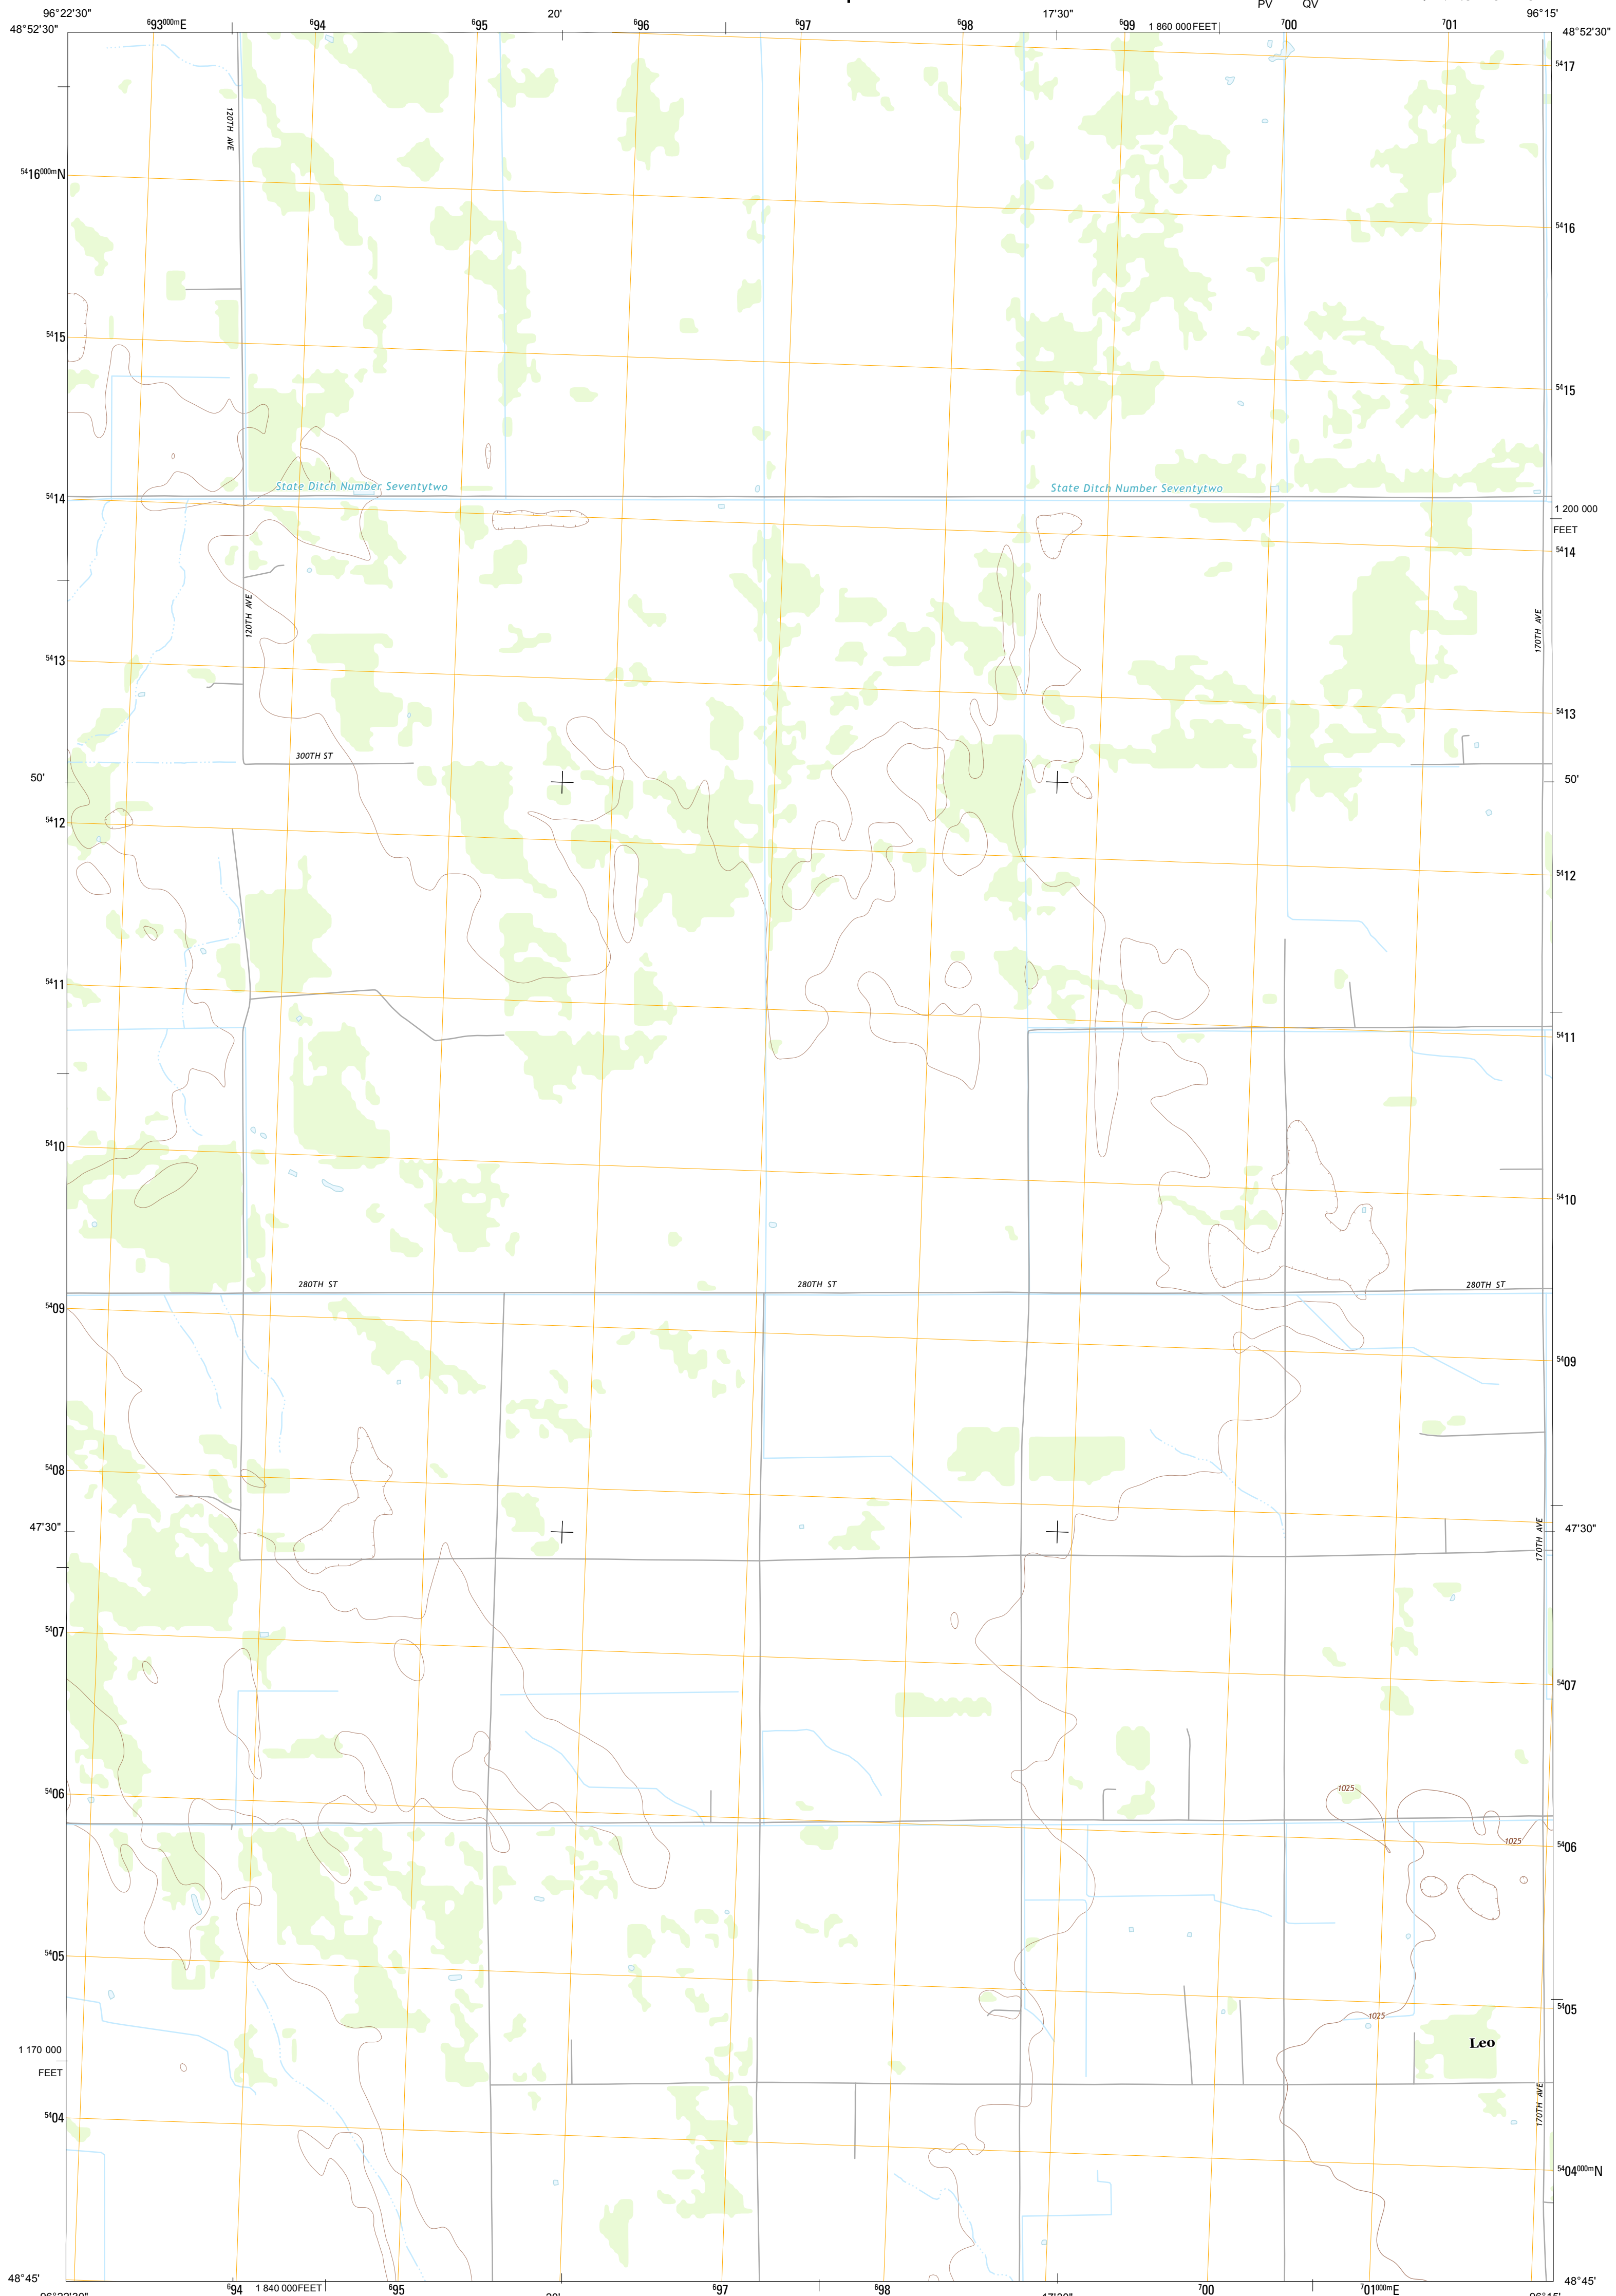 PV QV
96°22'30" 20' 17'30" 96°15'
⁶93⁰⁰⁰ᵐE ⁶94 ⁶95 ⁶96 ⁶97 ⁶98 ⁶99 1 860 000 FEET ⁷00 ⁷01
48°52'30" 48°52'30"
⁵⁴17
120TH AVE
⁵⁴16⁰⁰⁰ᵐN
⁵⁴16
⁵⁴15
⁵⁴15
State Ditch Number Seventytwo State Ditch Number Seventytwo
⁵⁴14
1 200 000
FEET
⁵⁴14
120TH AVE
170TH AVE
⁵⁴13
⁵⁴13
300TH ST
50' 50'
⁵⁴12
⁵⁴12
⁵⁴11
⁵⁴11
⁵⁴10
⁵⁴10
280TH ST 280TH ST 280TH ST
⁵⁴09
⁵⁴09
⁵⁴08
47'30" 47'30"
170TH AVE
⁵⁴07
⁵⁴07
⁵⁴06
1025
1025
⁵⁴06
⁵⁴05
⁵⁴05
1025
Leo
1 170 000
FEET
170TH AVE
⁵⁴04
⁵⁴04⁰⁰⁰ᵐN
48°45' 48°45'
⁶94 1 840 000 FEET ⁶95 ⁶97 ⁶98 ⁷00 ⁷01⁰⁰⁰ᵐE